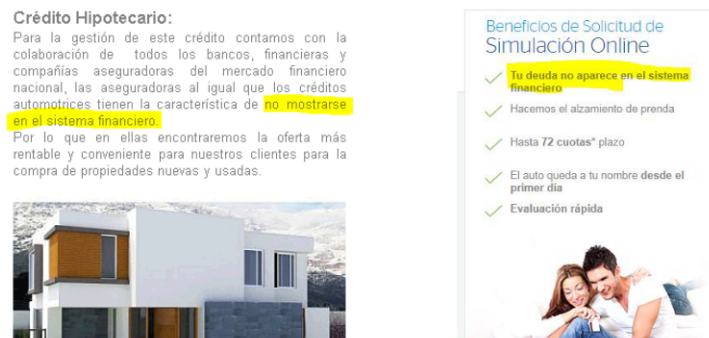 Crédito Hipotecario:
Para la gestión de este crédito contamos con la
colaboración de todos los bancos, financieras y
compañías aseguradoras del mercado financiero
nacional, las aseguradoras al igual que los créditos
automotrices tienen la característica de no mostrarse
en el sistema financiero.
Por lo que en ellas encontraremos la oferta más
rentable y conveniente para nuestros clientes para la
compra de propiedades nuevas y usadas.
Beneficios de Solicitud de
Simulación Online
Tu deuda no aparece en el sistema
financiero
Hacemos el alzamiento de prenda
Hasta 72 cuotas* plazo
El auto queda a tu nombre desde el
primer día
Evaluación rápida